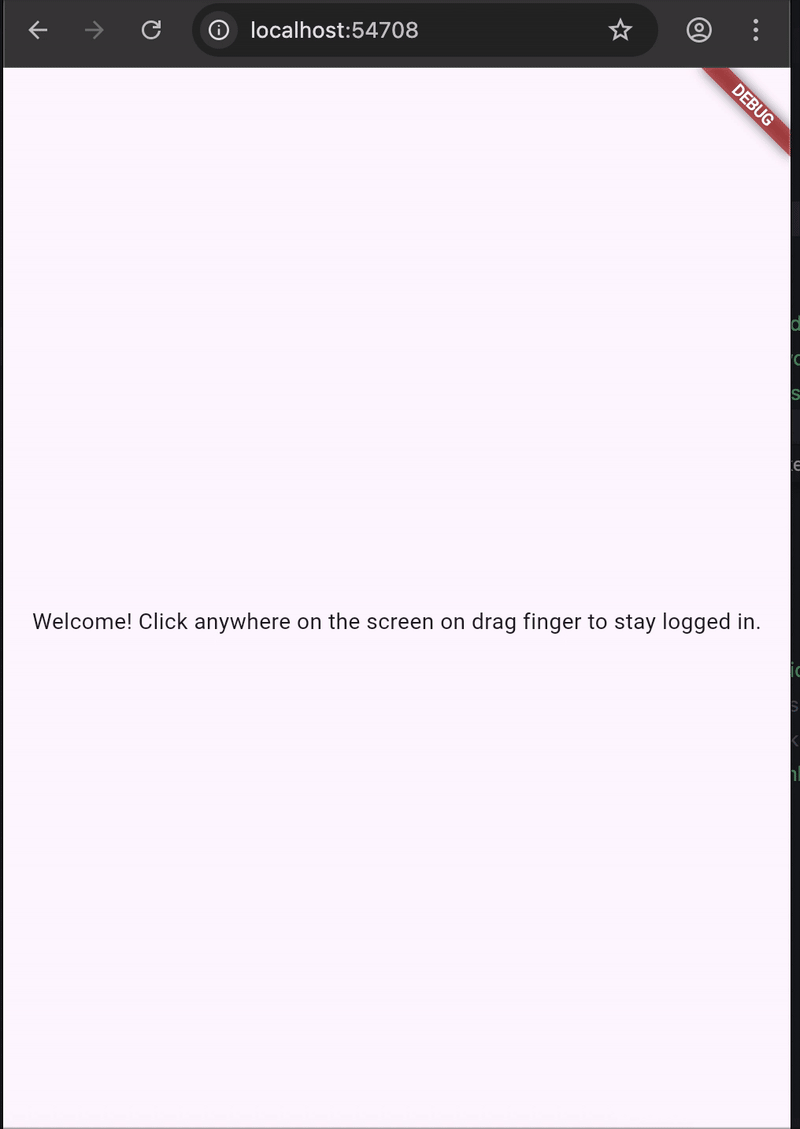 localhost:54708
DEBUG
Welcome! Click anywhere on the screen on drag finger to stay logged in.